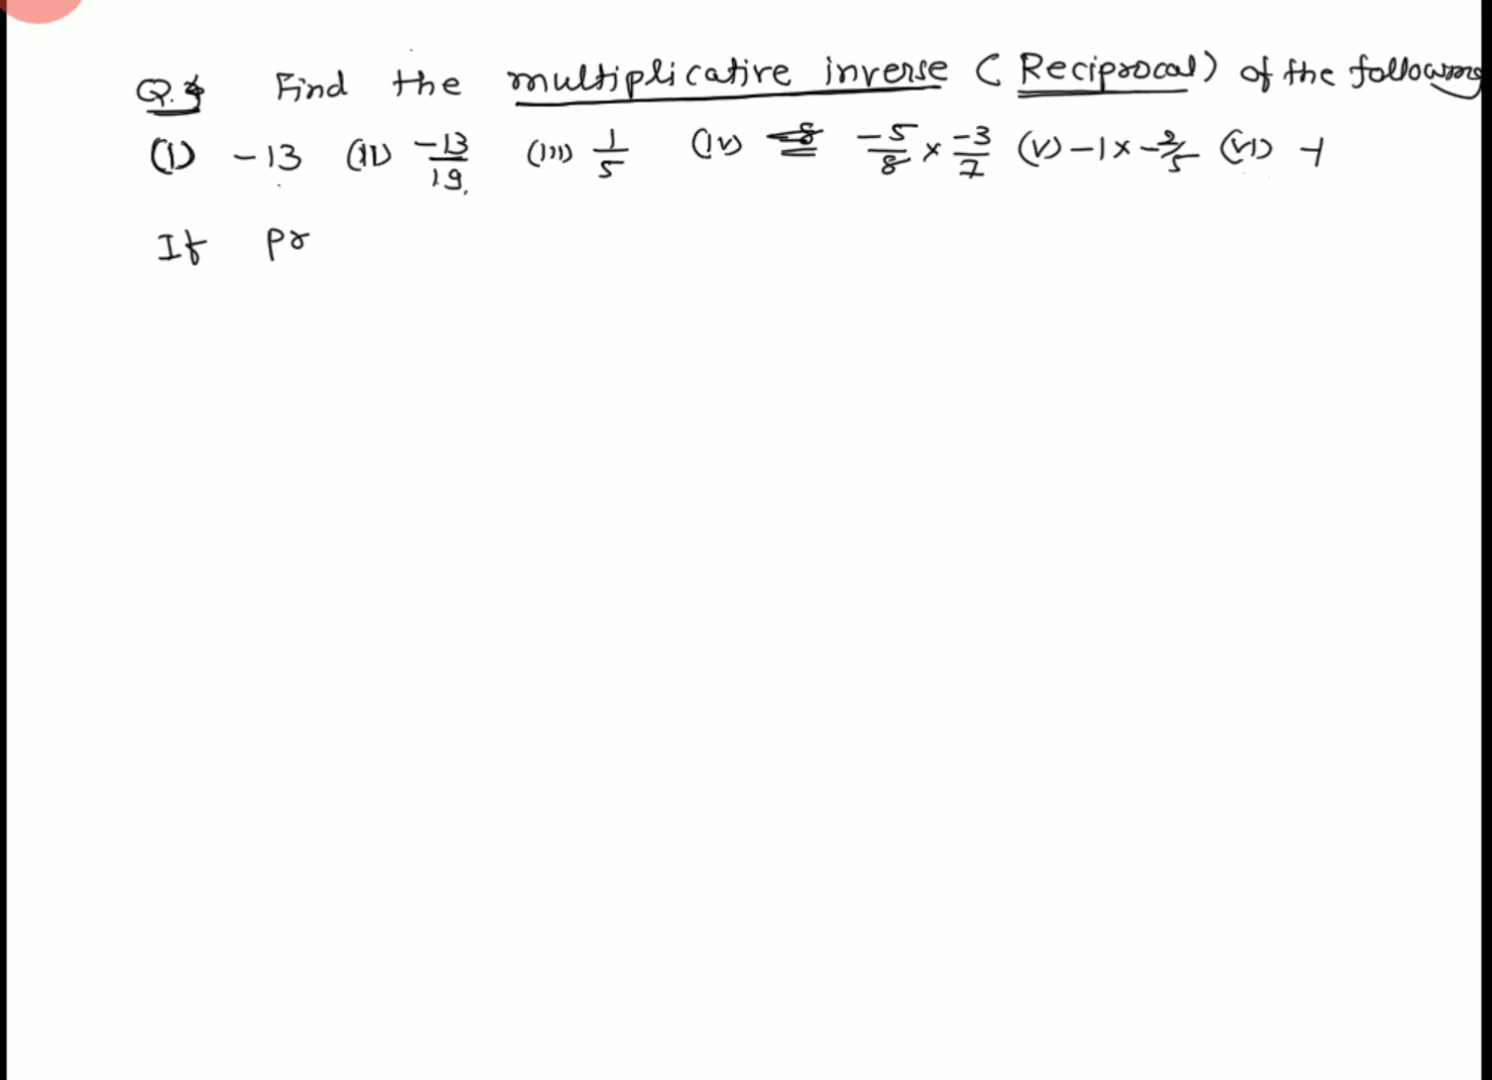 Q.4 Find the multiplicative inverse (Reciprocal) of the following
(i) -13 (ii) -13/19 (iii) 1/5 (iv) -5/8 × -3/7 (v) -1 × -2/5 (vi) -1
If pr